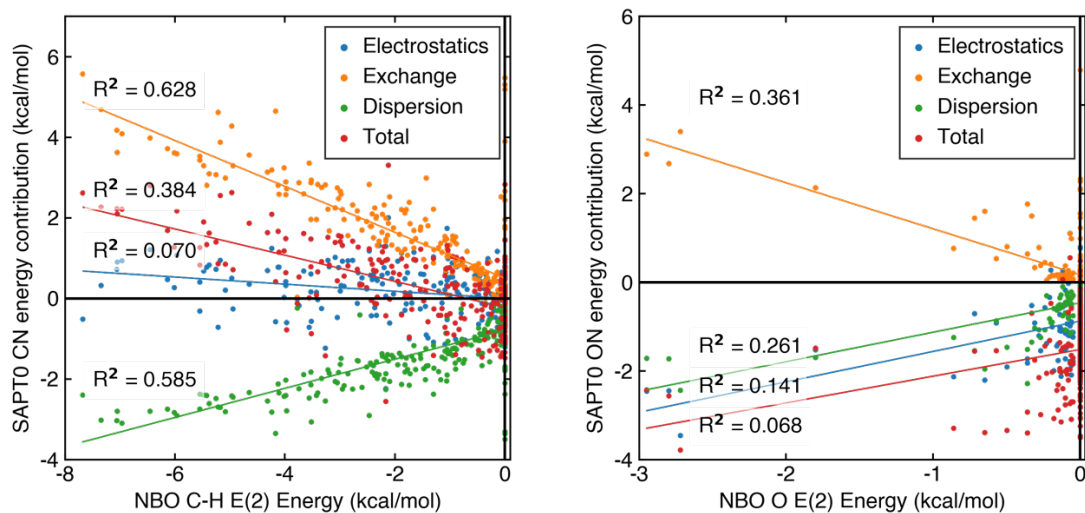 6
4
2
0
-2
-4
-8
-6
-4
-2
0
SAPT0 CN energy contribution (kcal/mol)
NBO C-H E(2) Energy (kcal/mol)
Electrostatics
Exchange
Dispersion
Total
R² = 0.628
R² = 0.384
R² = 0.070
R² = 0.585
6
4
2
0
-2
-4
-3
-2
-1
0
SAPT0 ON energy contribution (kcal/mol)
NBO O E(2) Energy (kcal/mol)
Electrostatics
Exchange
Dispersion
Total
R² = 0.361
R² = 0.261
R² = 0.141
R² = 0.068